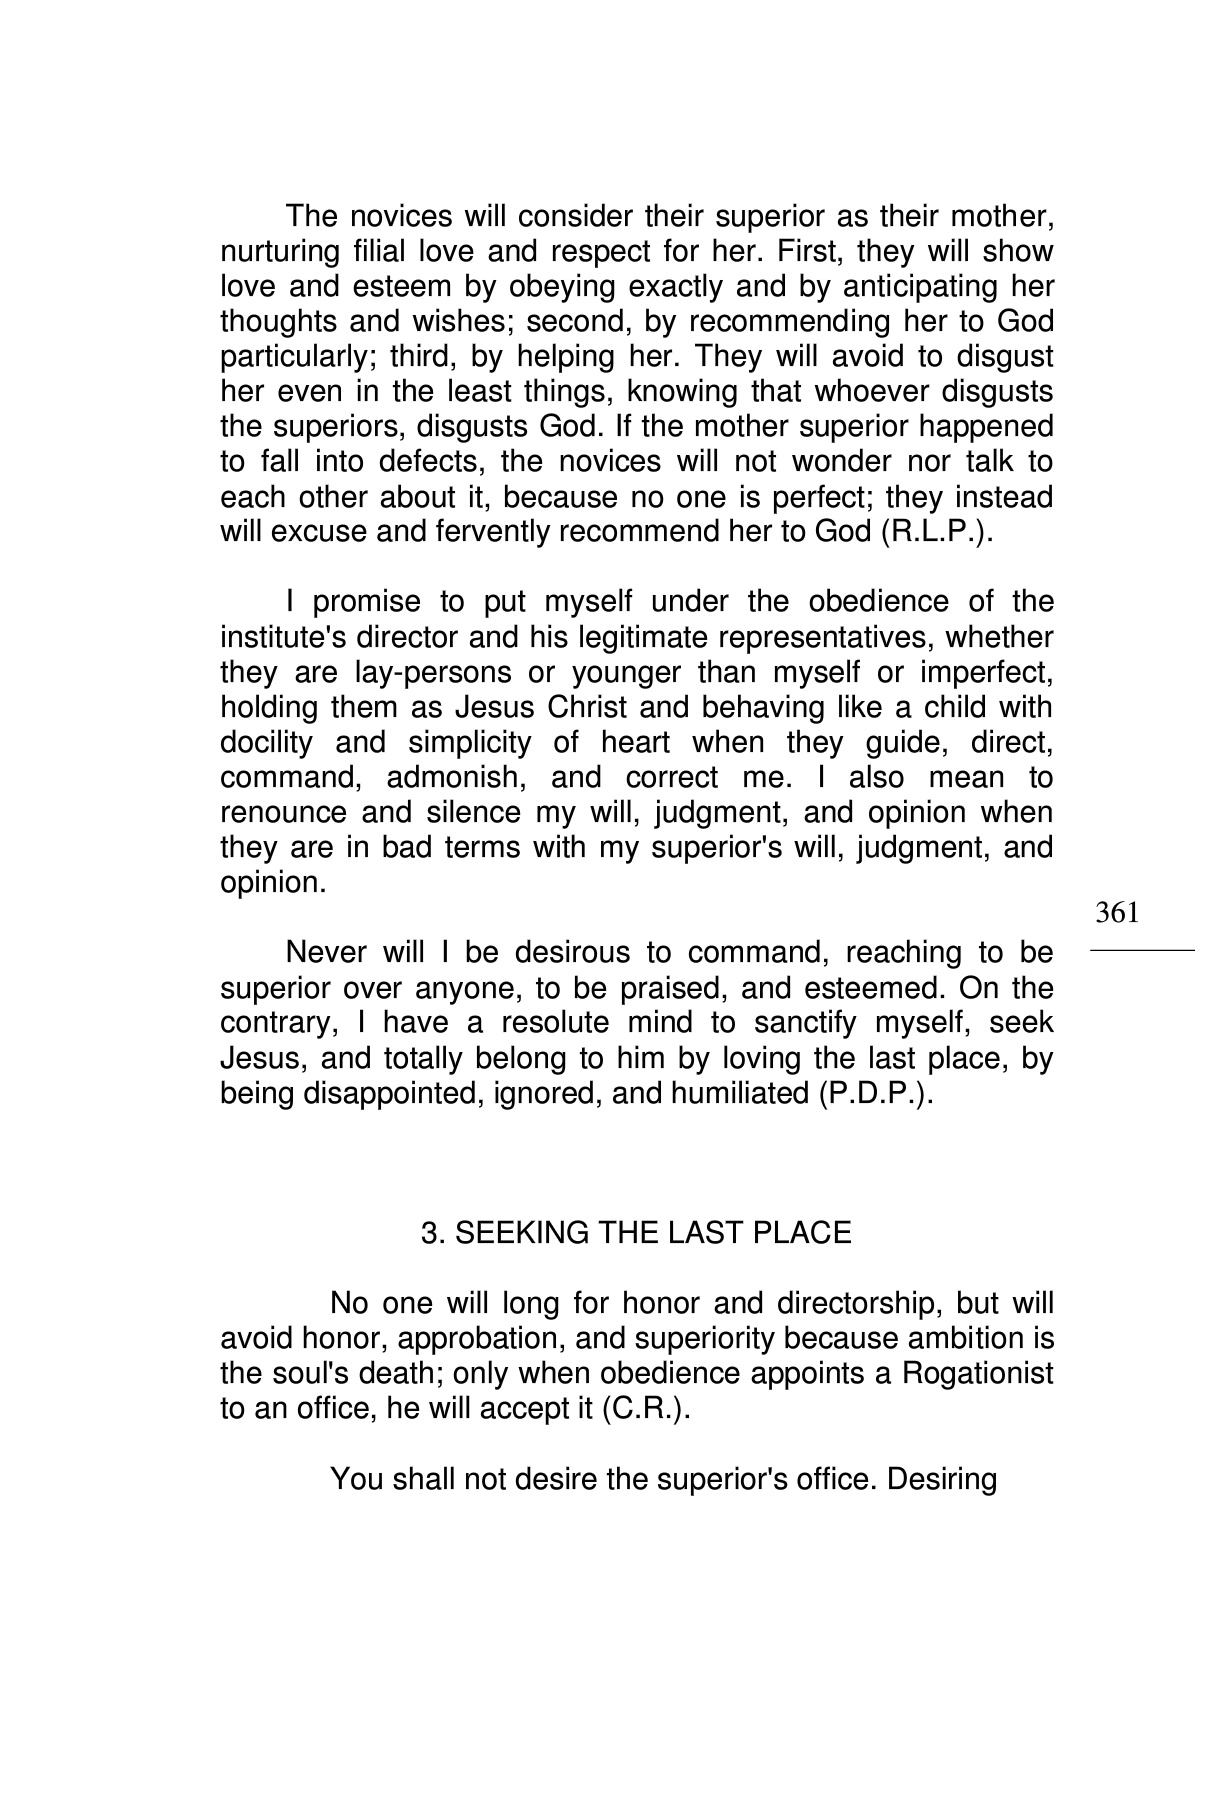 The novices will consider their superior as their mother,
nurturing filial love and respect for her. First, they will show
love and esteem by obeying exactly and by anticipating her
thoughts and wishes; second, by recommending her to God
particularly; third, by helping her. They will avoid to disgust
her even in the least things, knowing that whoever disgusts
the superiors, disgusts God. If the mother superior happened
to fall into defects, the novices will not wonder nor talk to
each other about it, because no one is perfect; they instead
will excuse and fervently recommend her to God (R.L.P.).
I promise to put myself under the obedience of the
institute's director and his legitimate representatives, whether
they are lay-persons or younger than myself or imperfect,
holding them as Jesus Christ and behaving like a child with
docility and simplicity of heart when they guide, direct,
command, admonish, and correct me. I also mean to
renounce and silence my will, judgment, and opinion when
they are in bad terms with my superior's will, judgment, and
opinion.
361
Never will I be desirous to command, reaching to be
superior over anyone, to be praised, and esteemed. On the
contrary, I have a resolute mind to sanctify myself, seek
Jesus, and totally belong to him by loving the last place, by
being disappointed, ignored, and humiliated (P.D.P.).
3. SEEKING THE LAST PLACE
No one will long for honor and directorship, but will
avoid honor, approbation, and superiority because ambition is
the soul's death; only when obedience appoints a Rogationist
to an office, he will accept it (C.R.).
You shall not desire the superior's office. Desiring